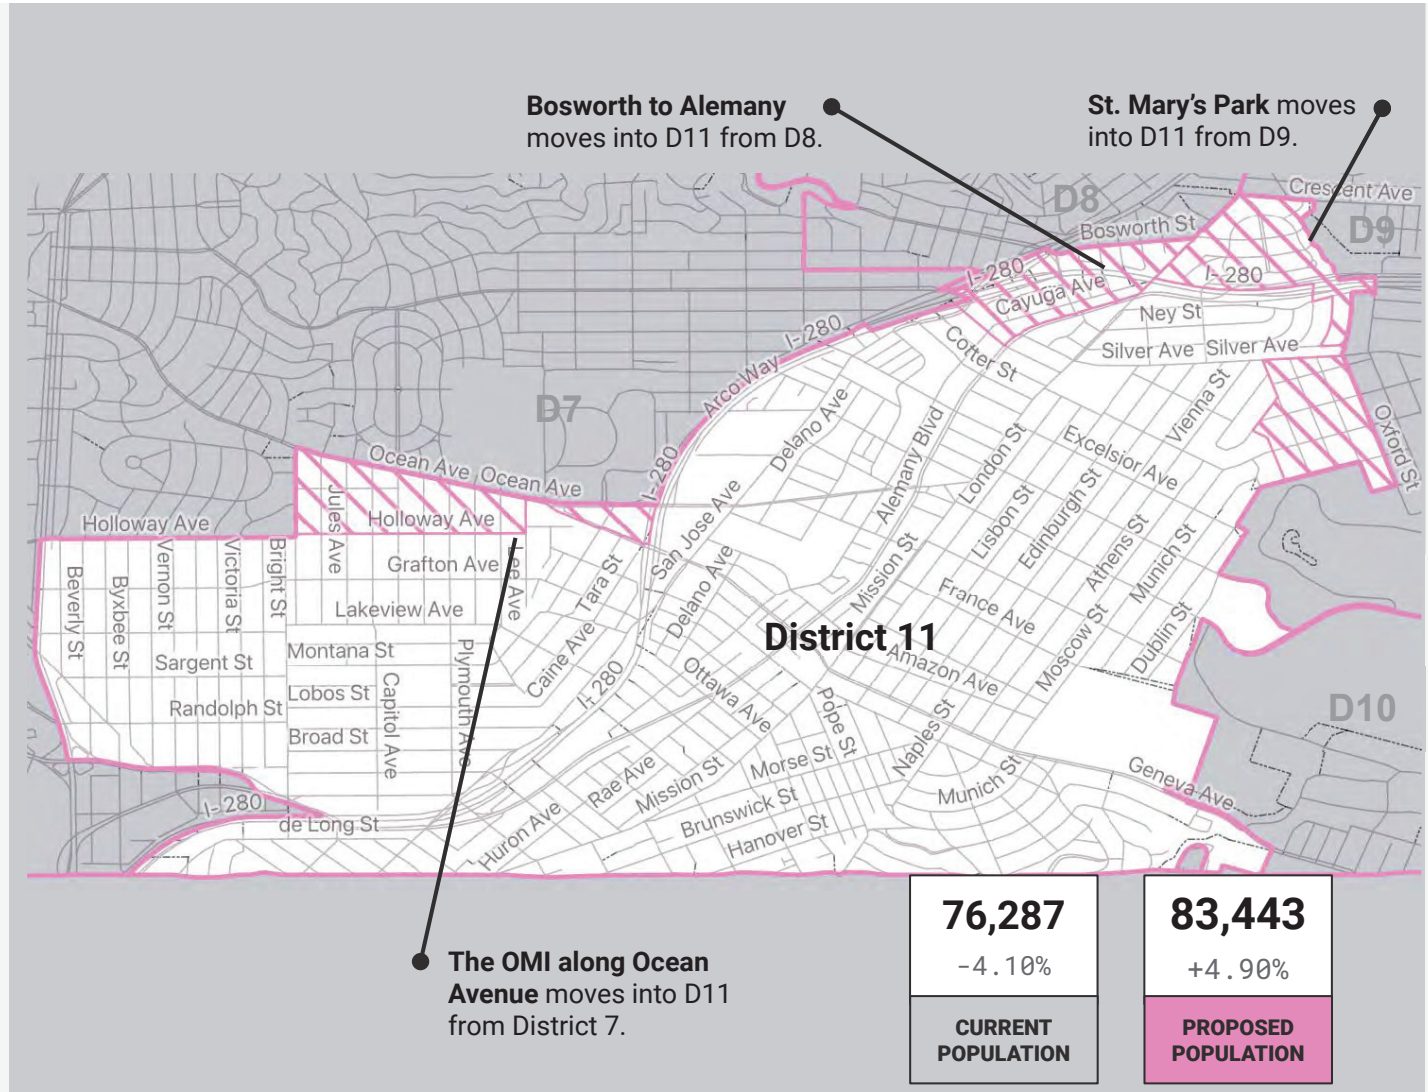 Bosworth to Alemany
moves into D11 from D8.
St. Mary’s Park moves
into D11 from D9.
D8
Crescent Ave
D9
Bosworth St
I- 280
I- 280
Cayuga Ave
Ney St
I- 280
Cotter St
Silver Ave
Silver Ave
Arco Way
D7
Delano Ave
Vienna St
Oxford St
Alemany Blvd
London St
Excelsior Ave
Ocean Ave
Ocean Ave
I- 280
Jules Ave
Holloway Ave
Holloway Ave
San Jose Ave
Lisbon St
Edinburgh St
Athens St
Munich St
Beverly St
Byxbee St
Vernon St
Victoria St
Bright St
Grafton Ave
Lee Ave
Lakeview Ave
Tara St
Delano Ave
Mission St
France Ave
Dublin St
Moscow St
District 11
Sargent St
Montana St
Plymouth Ave
Caine Ave
I- 280
Ottawa Ave
Amazon Ave
Randolph St
Lobos St
Capitol Ave
Broad St
Pope St
Naples St
D10
Rae Ave
Mission St
Morse St
Munich St
Geneva Ave
I- 280
de Long St
Huron Ave
Brunswick St
Hanover St
The OMI along Ocean
Avenue moves into D11
from District 7.
76,287
-4.10%
CURRENT
POPULATION
83,443
+4.90%
PROPOSED
POPULATION